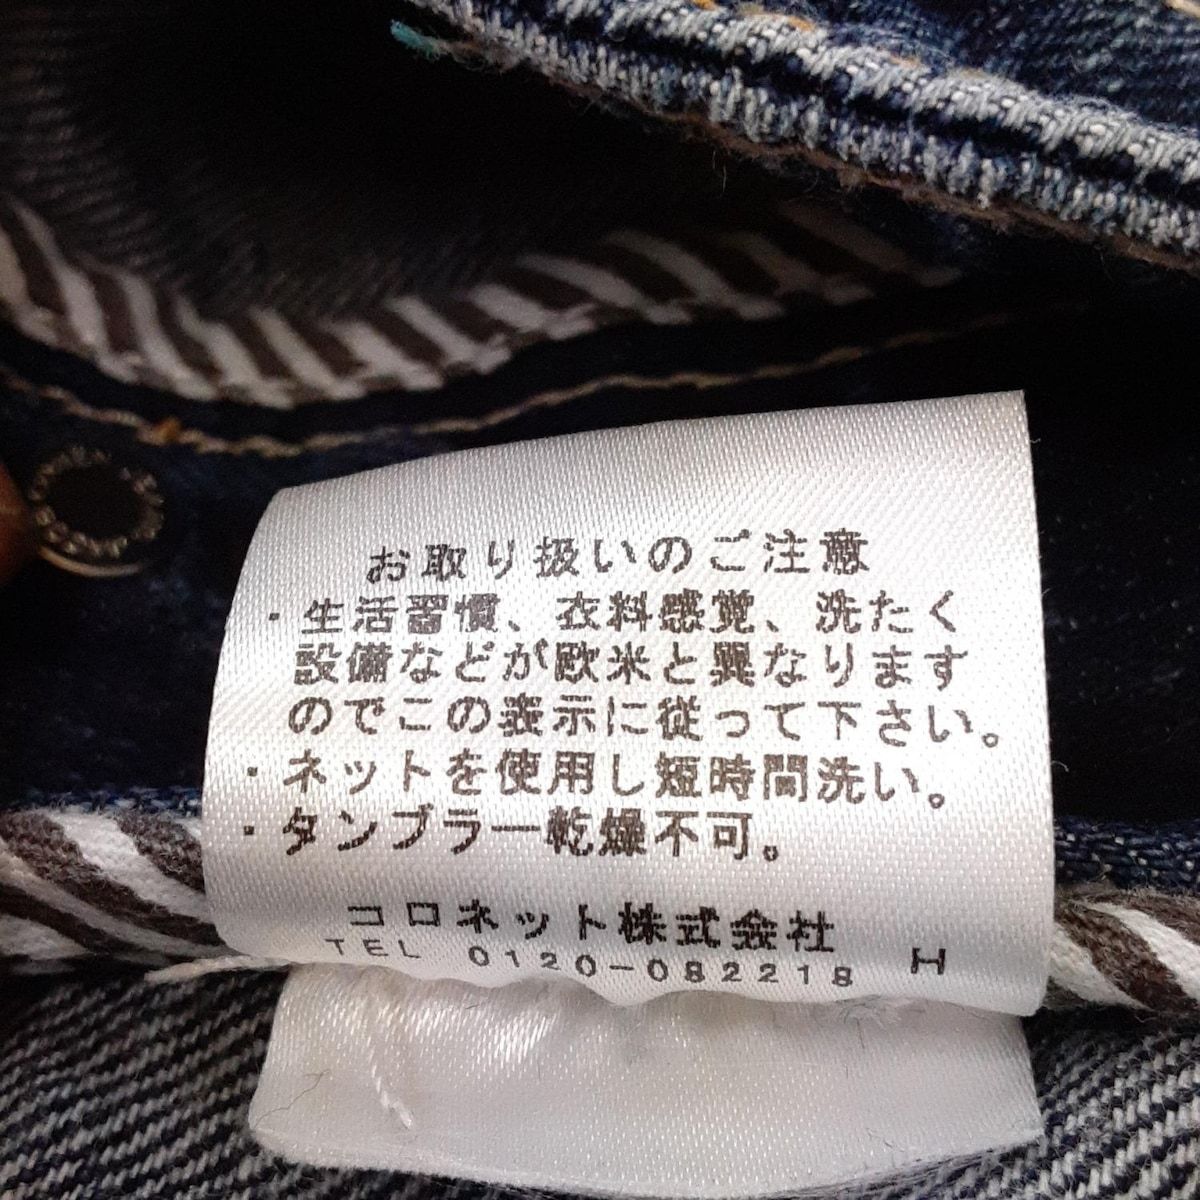 お取り扱いのご注意
・生活習慣、衣料感覚、洗たく
設備などが欧米と異なります
のでこの表示に従って下さい。
・ネットを使用し短時間洗い。
・タンブラー乾燥不可。
コロネット株式会社
TEL 0120-082218 H